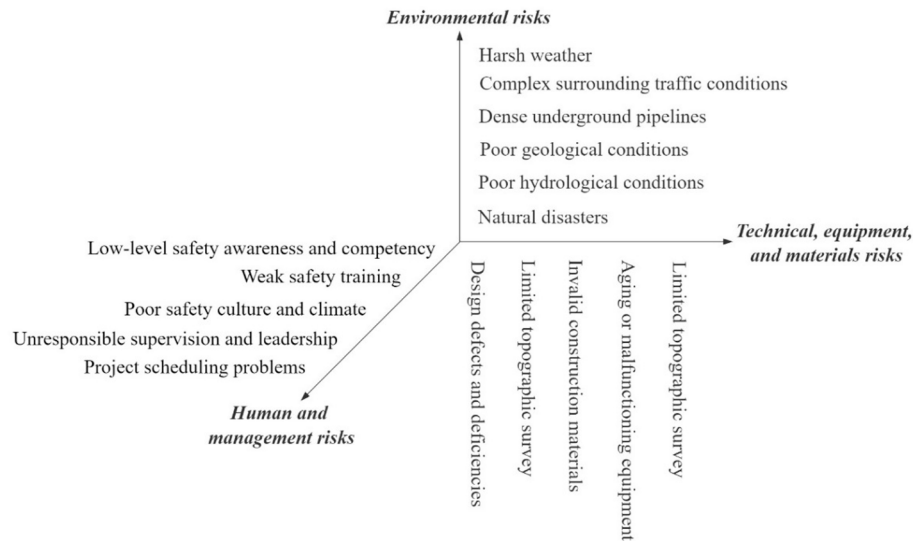 Environmental risks
Harsh weather
Complex surrounding traffic conditions
Dense underground pipelines
Poor geological conditions
Poor hydrological conditions
Natural disasters
Technical, equipment,
and materials risks
Low-level safety awareness and competency
Weak safety training
Poor safety culture and climate
Unresponsible supervision and leadership
Project scheduling problems
Human and
management risks
Design defects and deficiencies
Limited topographic survey
Invalid construction materials
Aging or malfunctioning equipment
Limited topographic survey